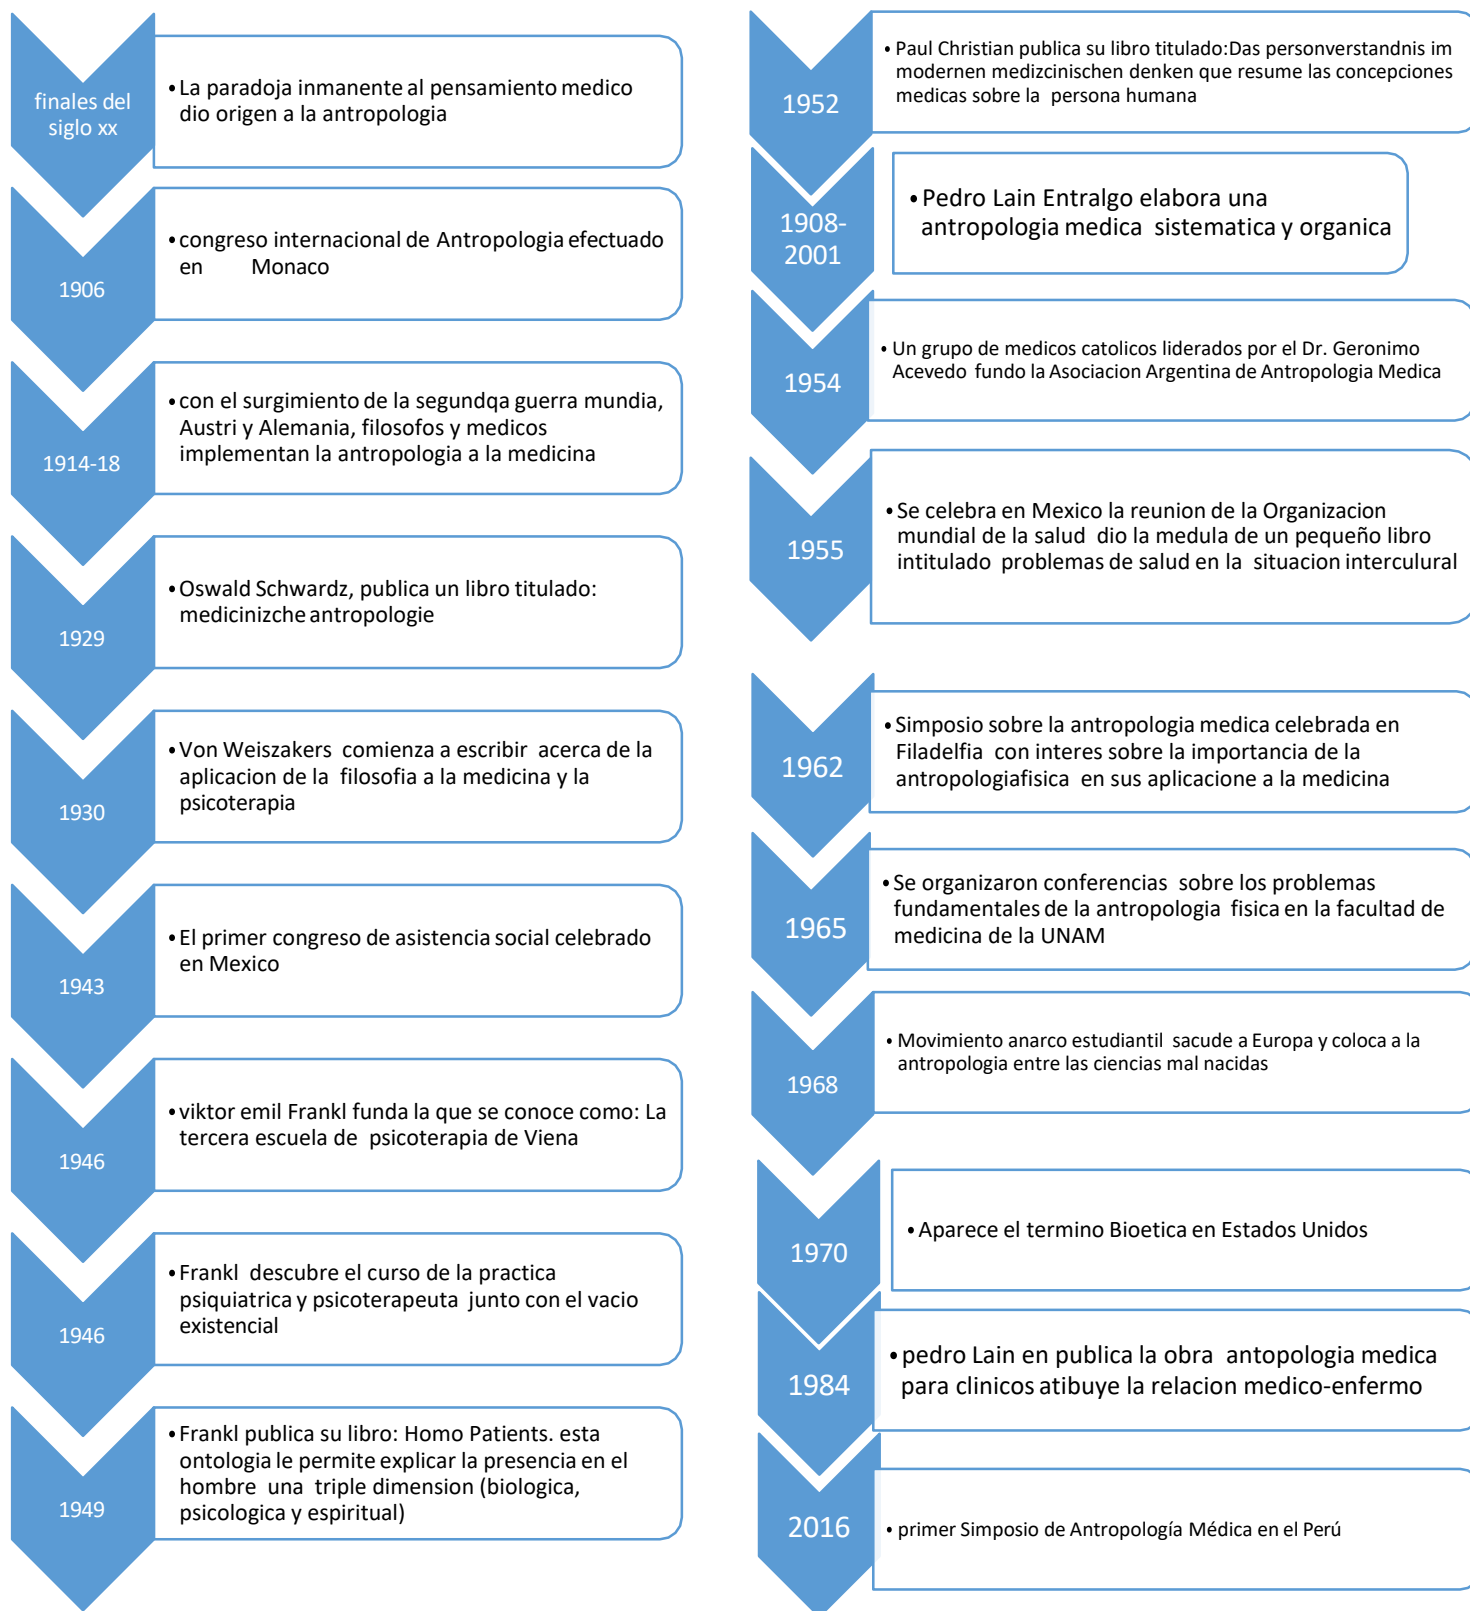 finales del
siglo xx
• La paradoja inmanente al pensamiento medico
dio origen a la antropologia
1906
• congreso internacional de Antropologia efectuado
en Monaco
1914-18
• con el surgimiento de la segundqa guerra mundia,
Austri y Alemania, filosofos y medicos
implementan la antropologia a la medicina
1929
• Oswald Schwardz, publica un libro titulado:
medicinizche antropologie
1930
• Von Weiszakers comienza a escribir acerca de la
aplicacion de la filosofia a la medicina y la
psicoterapia
1943
• El primer congreso de asistencia social celebrado
en Mexico
1946
• viktor emil Frankl funda la que se conoce como: La
tercera escuela de psicoterapia de Viena
1946
• Frankl descubre el curso de la practica
psiquiatrica y psicoterapeuta junto con el vacio
existencial
1949
• Frankl publica su libro: Homo Patients. esta
ontologia le permite explicar la presencia en el
hombre una triple dimension (biologica,
psicologica y espiritual)
1952
• Paul Christian publica su libro titulado:Das personverstandnis im
modernen medizcinischen denken que resume las concepciones
medicas sobre la persona humana
1908-
2001
• Pedro Lain Entralgo elabora una
antropologia medica sistematica y organica
1954
• Un grupo de medicos catolicos liderados por el Dr. Geronimo
Acevedo fundo la Asociacion Argentina de Antropologia Medica
1955
• Se celebra en Mexico la reunion de la Organizacion
mundial de la salud dio la medula de un pequeño libro
intitulado problemas de salud en la situacion interculural
1962
• Simposio sobre la antropologia medica celebrada en
Filadelfia con interes sobre la importancia de la
antropologiafisica en sus aplicacione a la medicina
1965
• Se organizaron conferencias sobre los problemas
fundamentales de la antropologia fisica en la facultad de
medicina de la UNAM
1968
• Movimiento anarco estudiantil sacude a Europa y coloca a la
antropologia entre las ciencias mal nacidas
1970
• Aparece el termino Bioetica en Estados Unidos
1984
• pedro Lain en publica la obra antopologia medica
para clinicos atibuye la relacion medico-enfermo
2016
• primer Simposio de Antropología Médica en el Perú